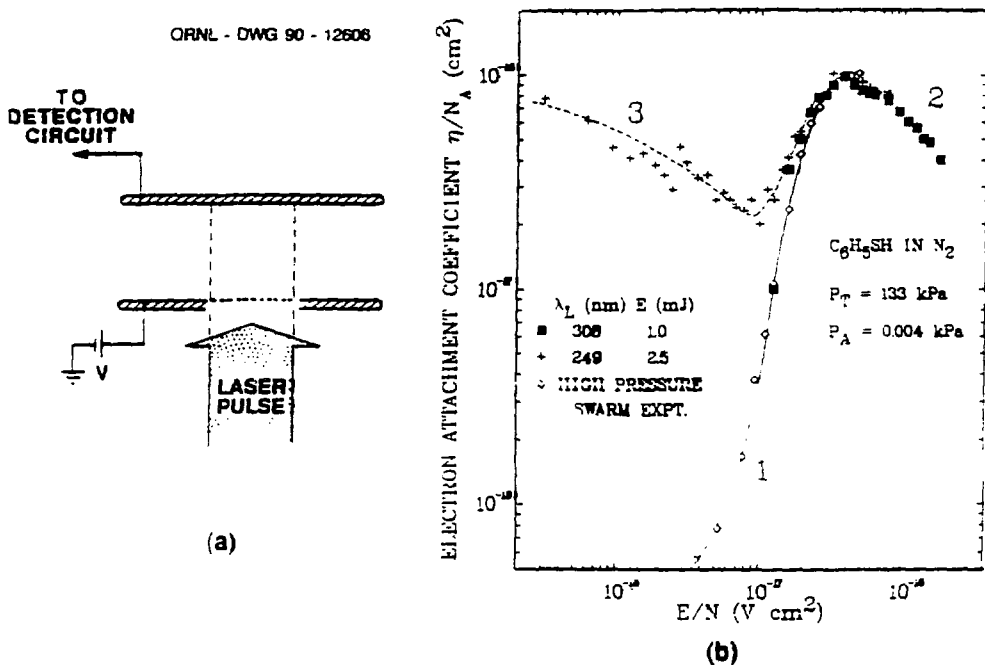 ORNL - DWG 90 - 12608
TO
DETECTION
CIRCUIT
V
LASER
PULSE
(a)
ELECTRON ATTACHMENT COEFFICIENT η/N_A (cm²)
3
2
1
C₆H₅SH IN N₂
P_T = 133 kPa
P_A = 0.004 kPa
λ_L (nm) E (mJ)
■ 308 1.0
+ 249 2.5
◇ HIGH PRESSURE
SWARM EXPT.
E/N (V cm²)
(b)